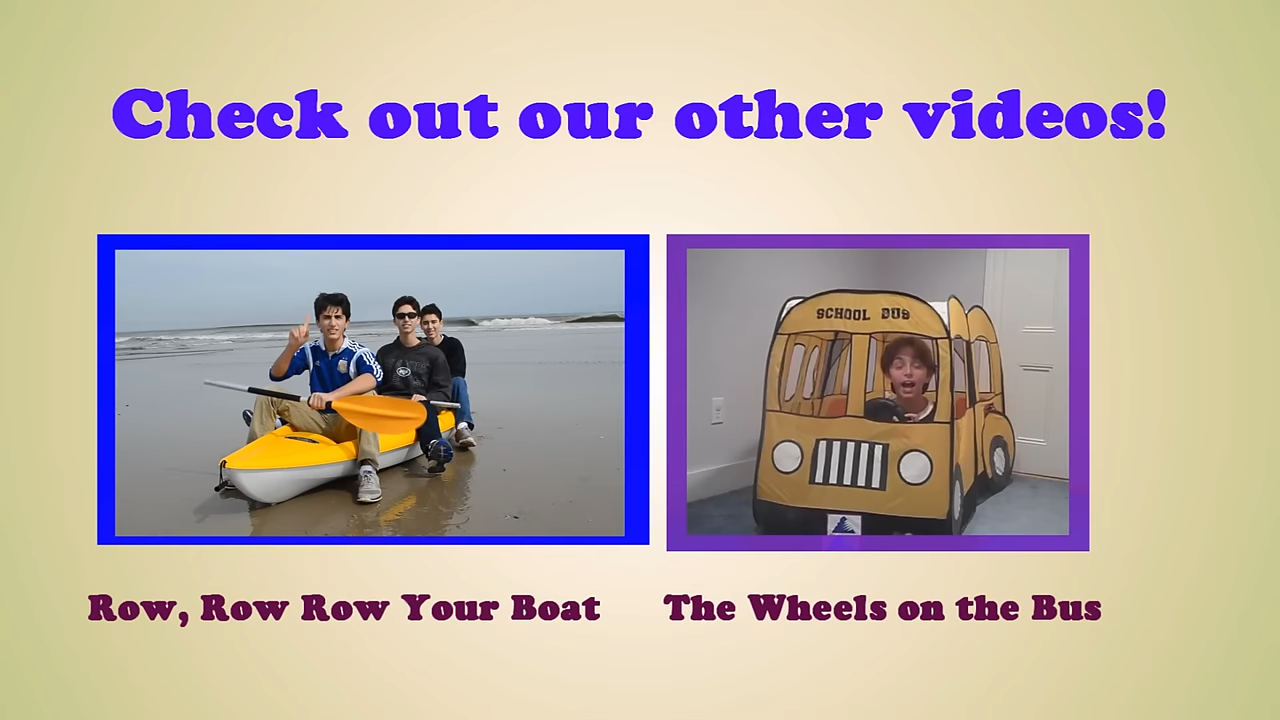 Check out our other videos!
SCHOOL BUS
Row, Row Row Your Boat
The Wheels on the Bus